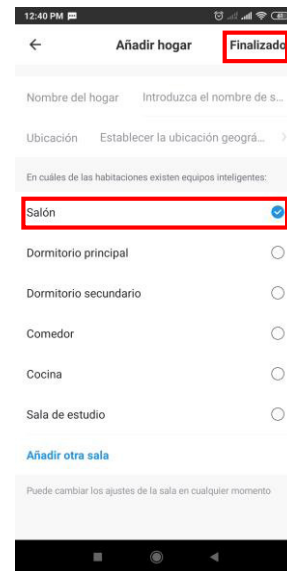 12:40 PM
Añadir hogar
Finalizado
Nombre del hogar Introduzca el nombre de s...
Ubicación Establecer la ubicación geográ...
En cuáles de las habitaciones existen equipos inteligentes:
Salón
Dormitorio principal
Dormitorio secundario
Comedor
Cocina
Sala de estudio
Añadir otra sala
Puede cambiar los ajustes de la sala en cualquier momento